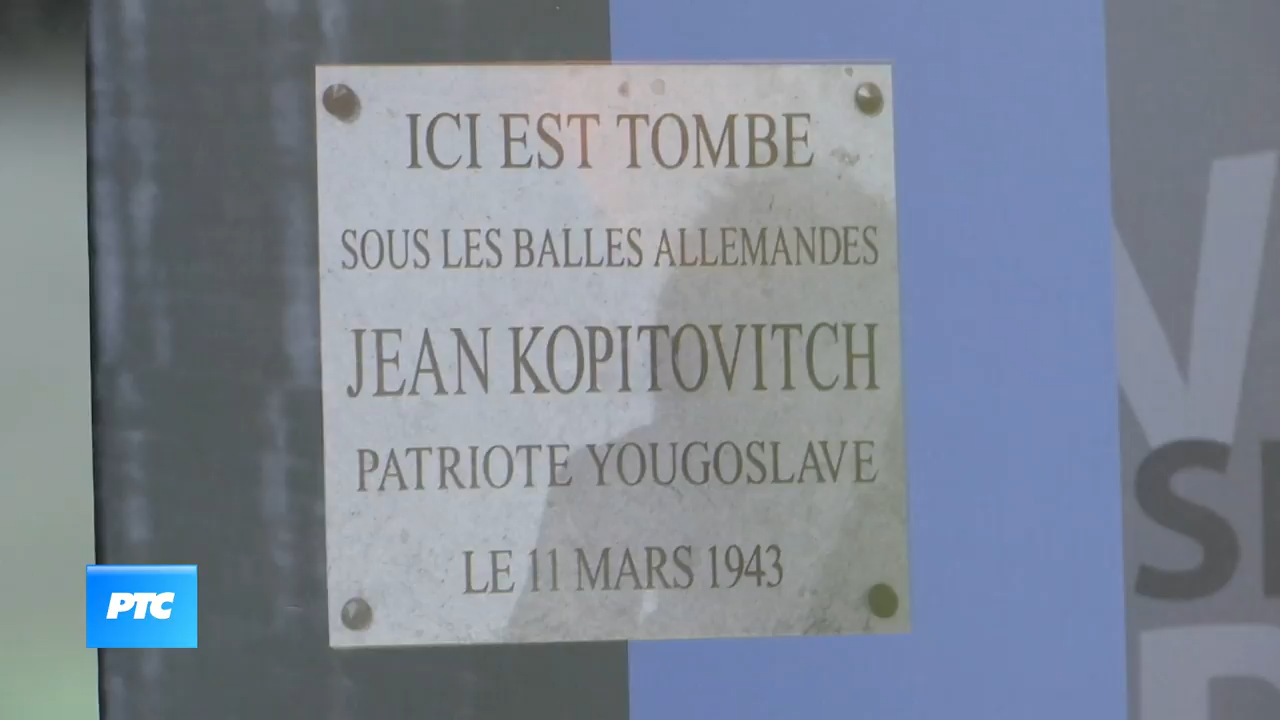 ICI EST TOMBE
SOUS LES BALLES ALLEMANDES
JEAN KOPITOVITCH
PATRIOTE YOUGOSLAVE
LE 11 MARS 1943
РТС